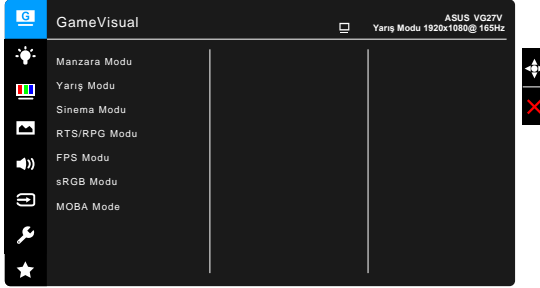 G
GameVisual
ASUS VG27V
Yarış Modu 1920x1080@ 165Hz
Manzara Modu
Yarış Modu
Sinema Modu
RTS/RPG Modu
FPS Modu
sRGB Modu
MOBA Mode